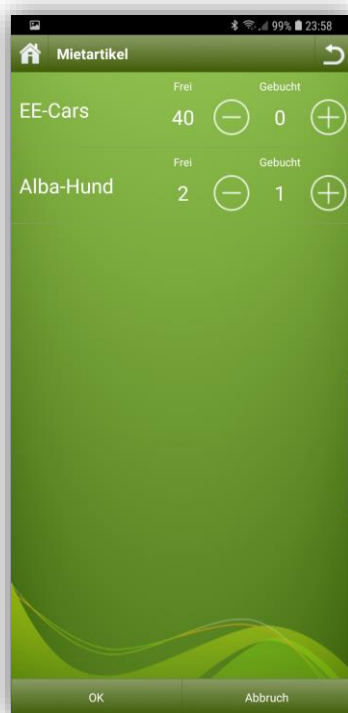 99% 23:58
Mietartikel
Frei Gebucht
EE-Cars 40 0
Frei Gebucht
Alba-Hund 2 1
OK Abbruch